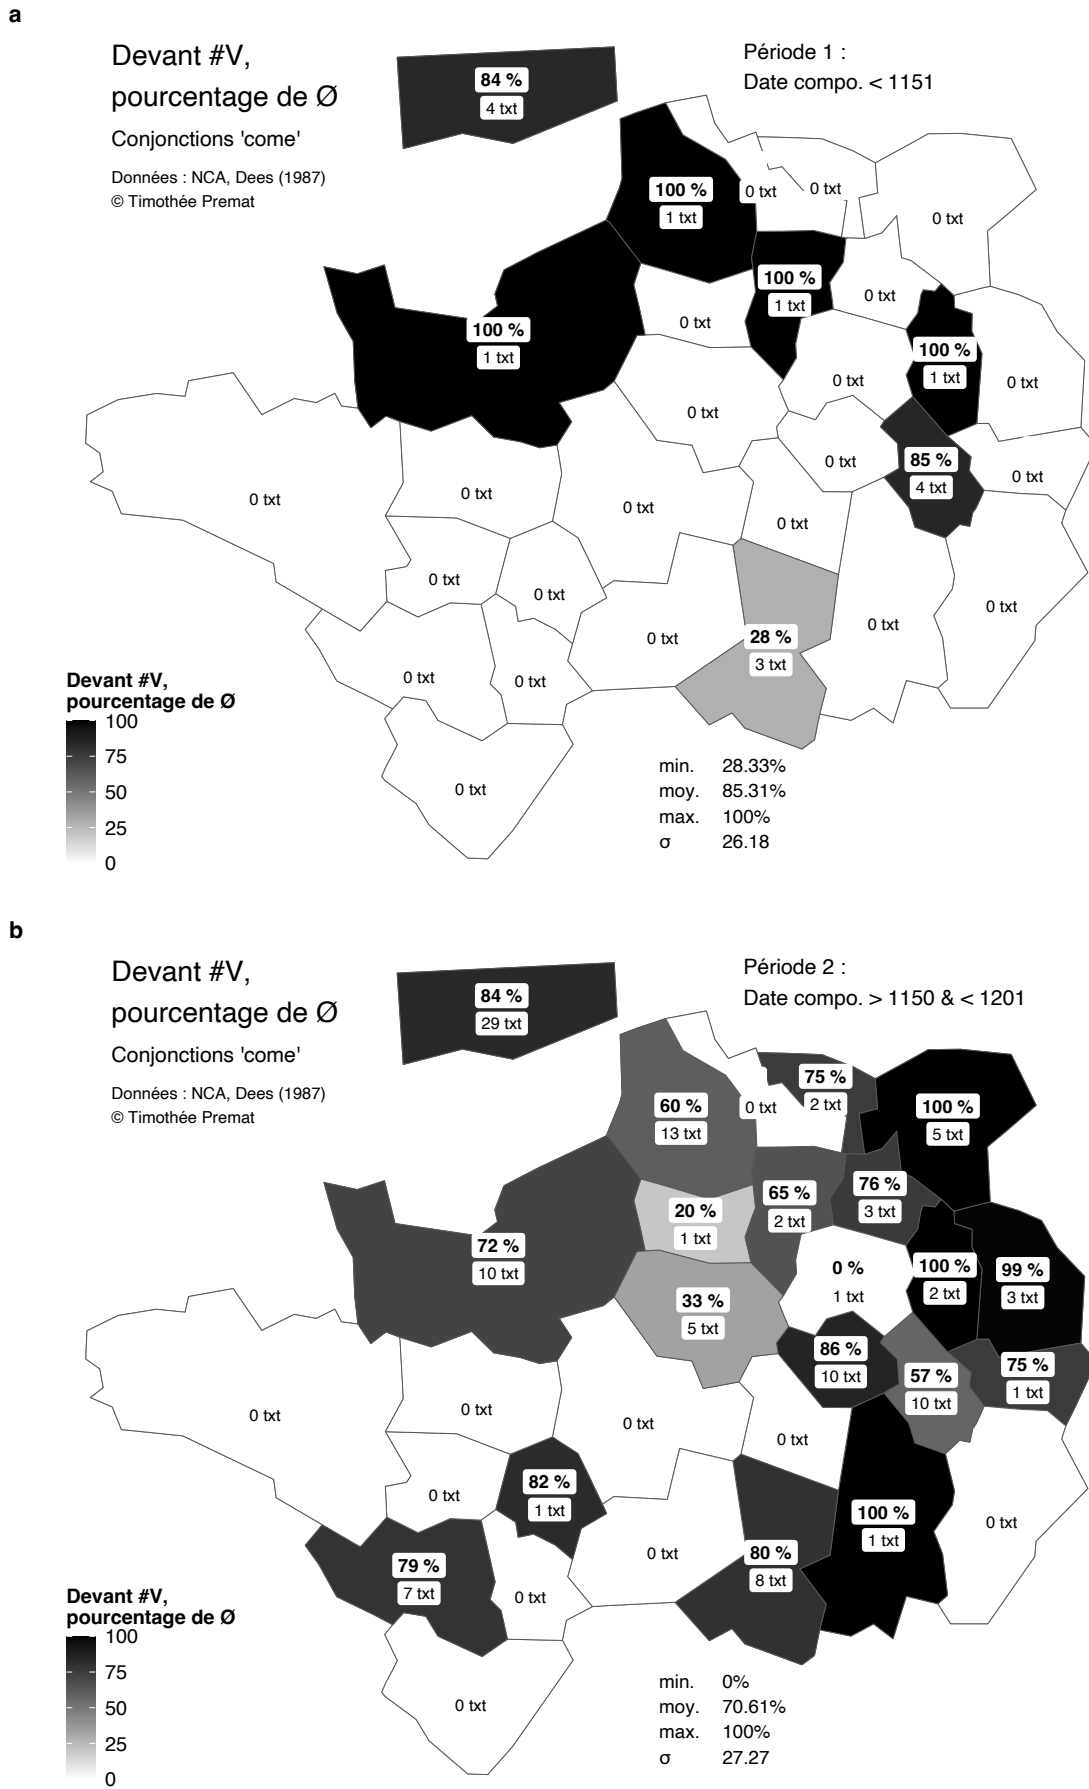 a
Devant #V,
pourcentage de Ø
Conjonctions 'come'
Données : NCA, Dees (1987)
© Timothée Premat
Période 1 :
Date compo. < 1151
84 %
4 txt
100 %
1 txt
0 txt
0 txt
0 txt
100 %
1 txt
0 txt
0 txt
100 %
1 txt
100 %
1 txt
0 txt
0 txt
0 txt
0 txt
85 %
4 txt
0 txt
0 txt
0 txt
0 txt
0 txt
0 txt
0 txt
0 txt
0 txt
0 txt
0 txt
28 %
3 txt
0 txt
0 txt
0 txt
Devant #V,
pourcentage de Ø
100
75
50
25
0
min. 28.33%
moy. 85.31%
max. 100%
σ 26.18
b
Devant #V,
pourcentage de Ø
Conjonctions 'come'
Données : NCA, Dees (1987)
© Timothée Premat
Période 2 :
Date compo. > 1150 & < 1201
84 %
29 txt
60 %
13 txt
0 txt
75 %
2 txt
100 %
5 txt
65 %
2 txt
76 %
3 txt
20 %
1 txt
72 %
10 txt
0 %
1 txt
100 %
2 txt
99 %
3 txt
33 %
5 txt
86 %
10 txt
57 %
10 txt
75 %
1 txt
0 txt
0 txt
0 txt
0 txt
0 txt
82 %
1 txt
100 %
1 txt
0 txt
0 txt
80 %
8 txt
79 %
7 txt
0 txt
0 txt
Devant #V,
pourcentage de Ø
100
75
50
25
0
min. 0%
moy. 70.61%
max. 100%
σ 27.27